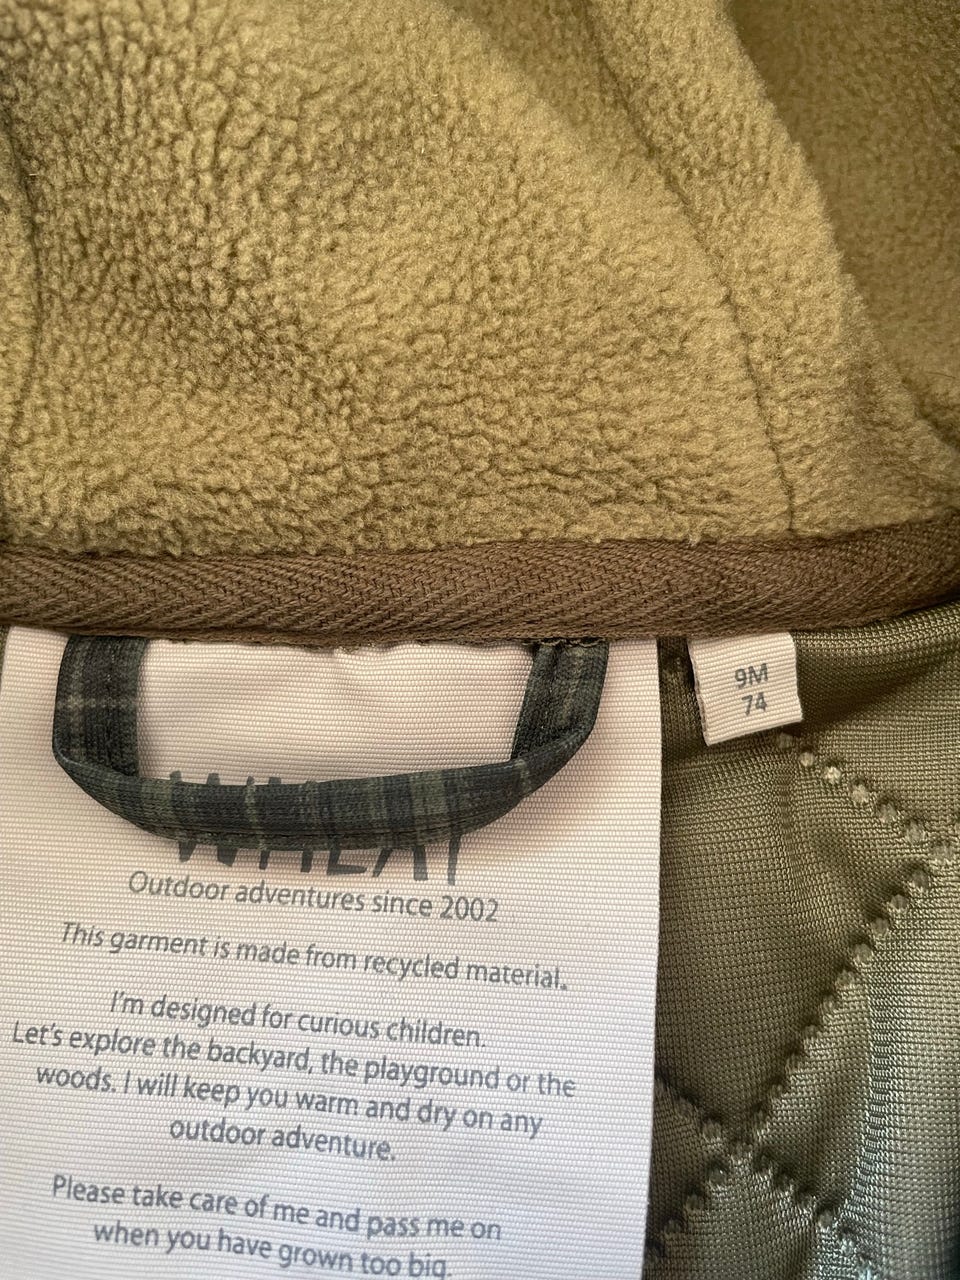 9M
74
WHEAT
Outdoor adventures since 2002
This garment is made from recycled material.
I'm designed for curious children.
Let's explore the backyard, the playground or the
woods. I will keep you warm and dry on any
outdoor adventure.
Please take care of me and pass me on
when you have grown too big.